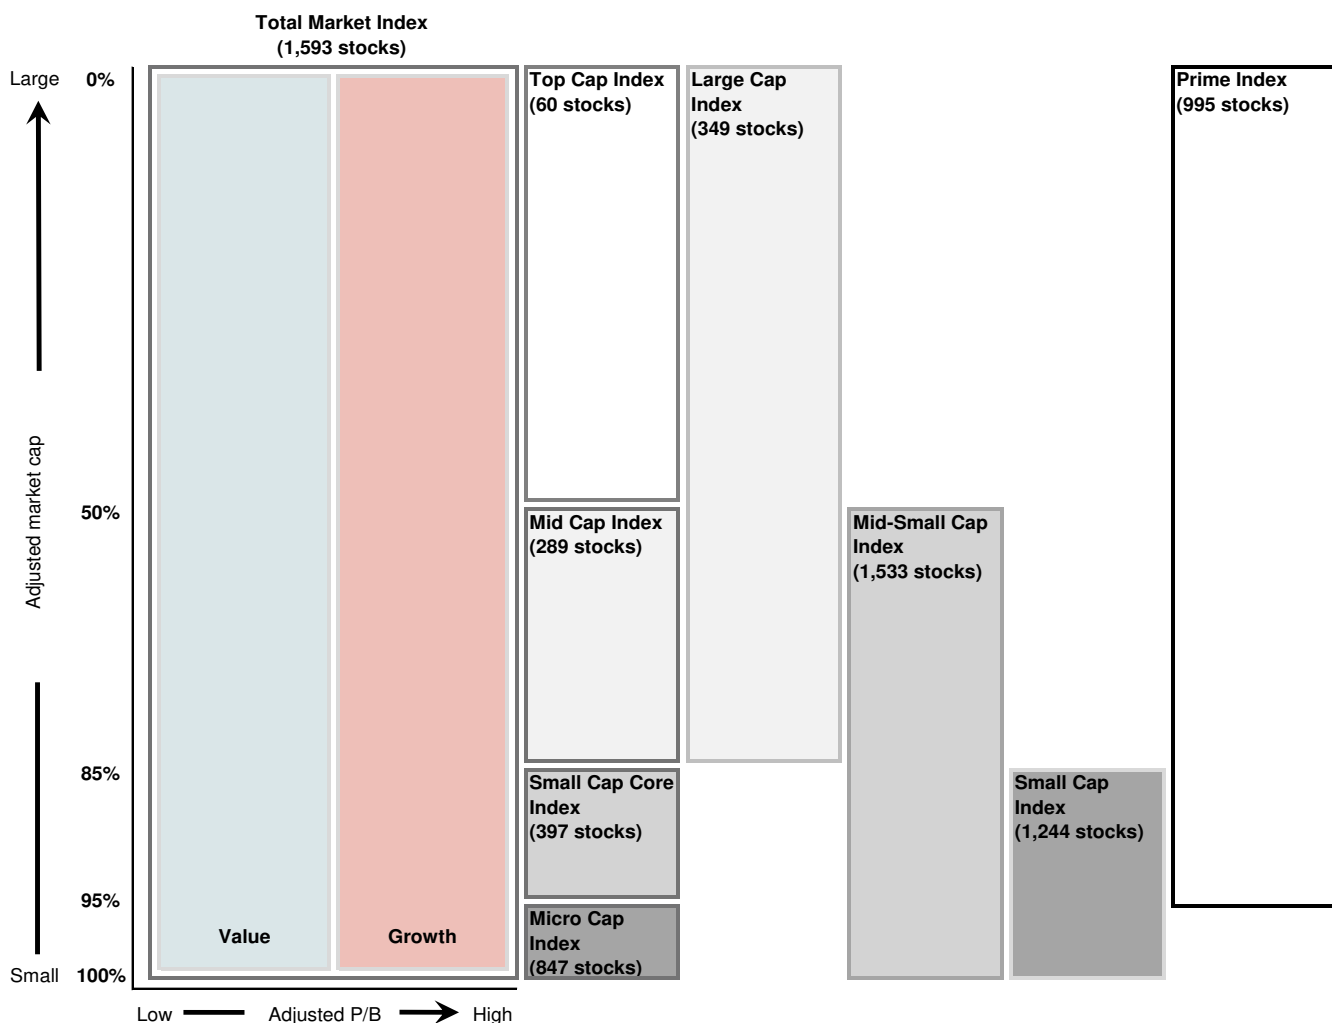 Total Market Index
(1,593 stocks)
Large
0%
Top Cap Index
(60 stocks)
Large Cap
Index
(349 stocks)
Prime Index
(995 stocks)
Adjusted market cap
50%
Mid Cap Index
(289 stocks)
Mid-Small Cap
Index
(1,533 stocks)
85%
Small Cap Core
Index
(397 stocks)
Small Cap
Index
(1,244 stocks)
95%
Micro Cap
Index
(847 stocks)
Value
Growth
Small
100%
Low
Adjusted P/B
High